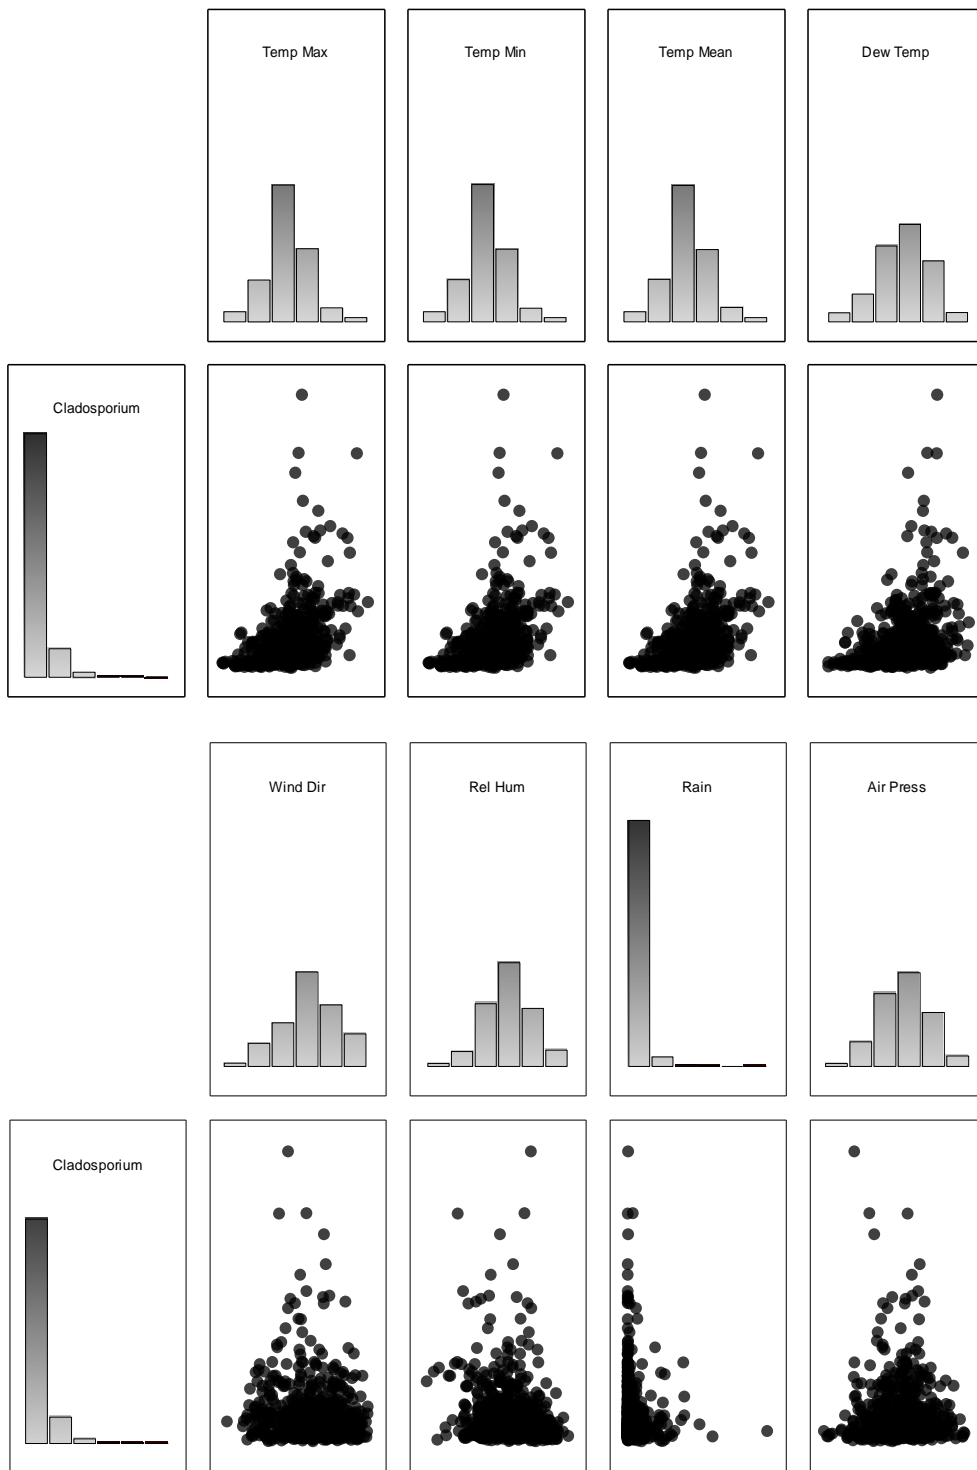 Temp Max
Temp Min
Temp Mean
Dew Temp
Cladosporium
Wind Dir
Rel Hum
Rain
Air Press
Cladosporium